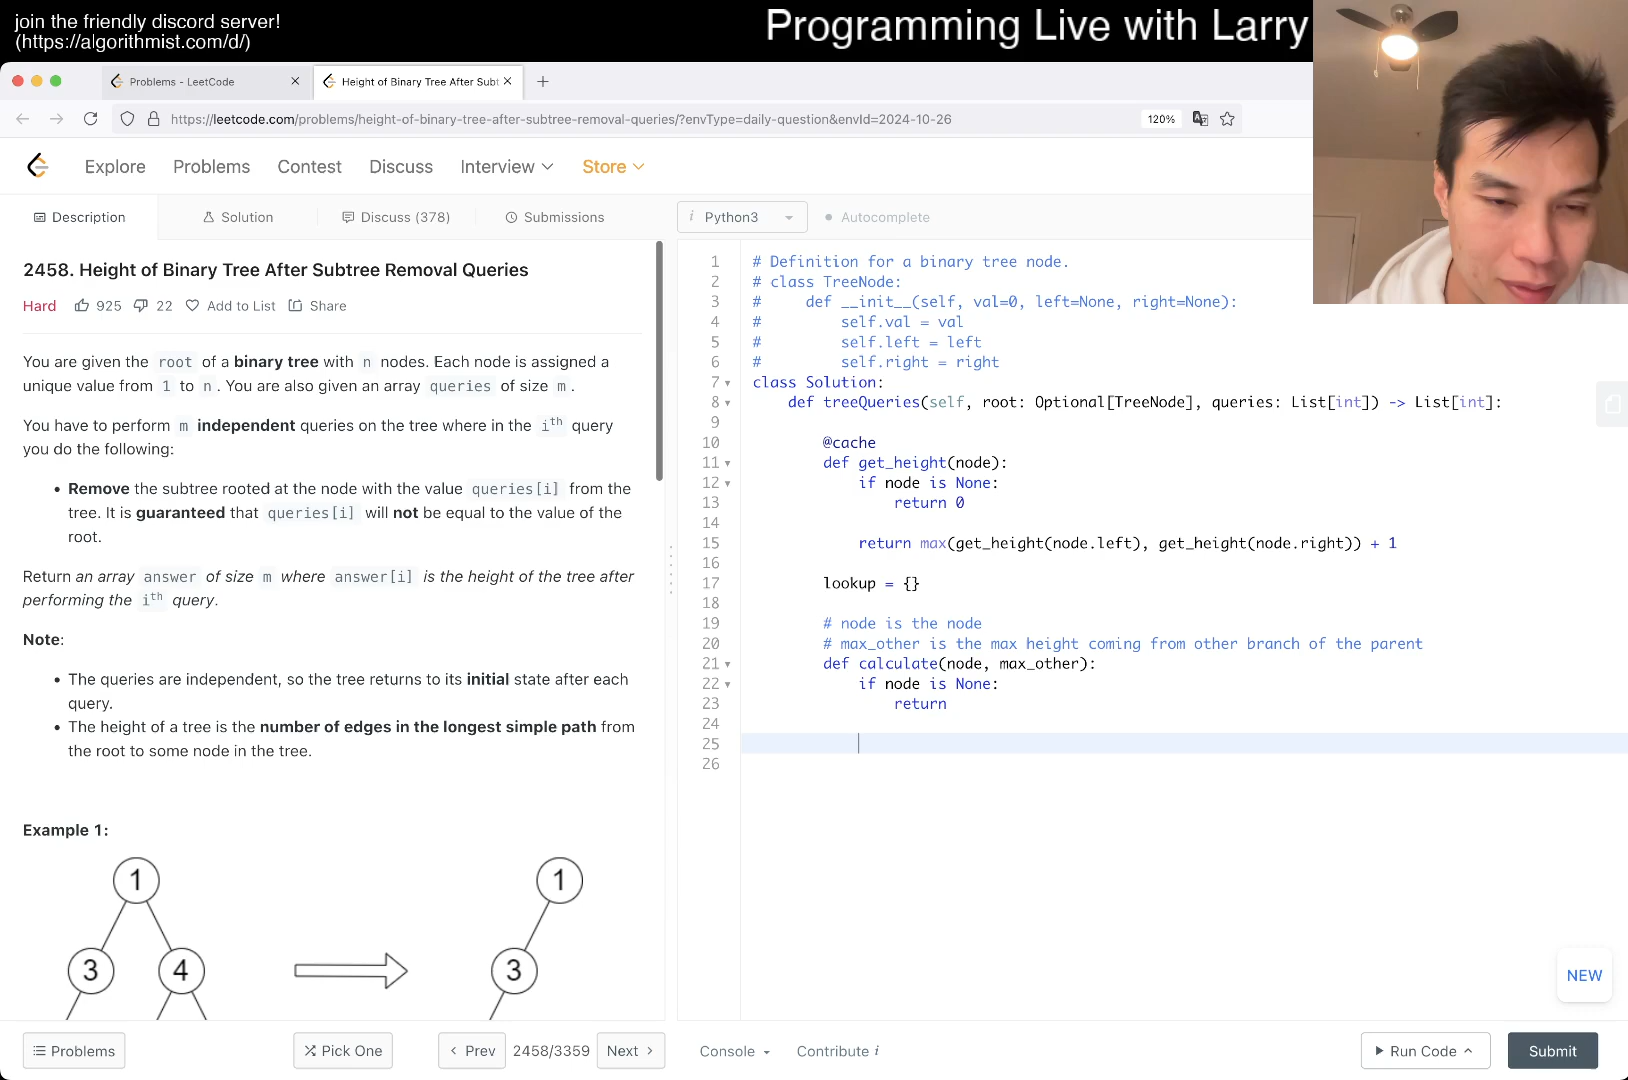 join the friendly discord server!
(https://algorithmist.com/d/)
Programming Live with Larry
Problems - LeetCode
Height of Binary Tree After Subt
https://leetcode.com/problems/height-of-binary-tree-after-subtree-removal-queries/?envType=daily-question&envId=2024-10-26
120%
Explore Problems Contest Discuss Interview Store
Description Solution Discuss (378) Submissions
i Python3 Autocomplete
2458. Height of Binary Tree After Subtree Removal Queries
Hard 925 22 Add to List Share
You are given the root of a binary tree with n nodes. Each node is assigned a
unique value from 1 to n. You are also given an array queries of size m.
You have to perform m independent queries on the tree where in the ith query
you do the following:
• Remove the subtree rooted at the node with the value queries[i] from the
tree. It is guaranteed that queries[i] will not be equal to the value of the
root.
Return an array answer of size m where answer[i] is the height of the tree after
performing the ith query.
Note:
• The queries are independent, so the tree returns to its initial state after each
query.
• The height of a tree is the number of edges in the longest simple path from
the root to some node in the tree.
Example 1:
1 1
3 4 3
1 # Definition for a binary tree node.
2 # class TreeNode:
3 #     def __init__(self, val=0, left=None, right=None):
4 #         self.val = val
5 #         self.left = left
6 #         self.right = right
7 class Solution:
8     def treeQueries(self, root: Optional[TreeNode], queries: List[int]) -> List[int]:
9
10         @cache
11         def get_height(node):
12             if node is None:
13                 return 0
14
15             return max(get_height(node.left), get_height(node.right)) + 1
16
17         lookup = {}
18
19         # node is the node
20         # max_other is the max height coming from other branch of the parent
21         def calculate(node, max_other):
22             if node is None:
23                 return
24
25
26
NEW
Problems Pick One Prev 2458/3359 Next Console Contribute i Run Code Submit